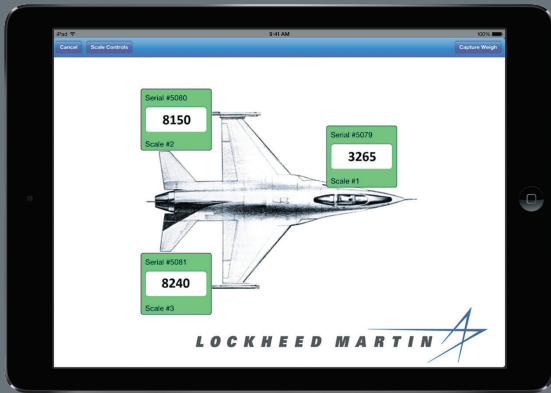 iPad 9:41 AM 100%
Cancel Scale Controls Capture Weigh
Serial #5080
8150
Scale #2
Serial #5079
3265
Scale #1
Serial #5081
8240
Scale #3
LOCKHEED MARTIN